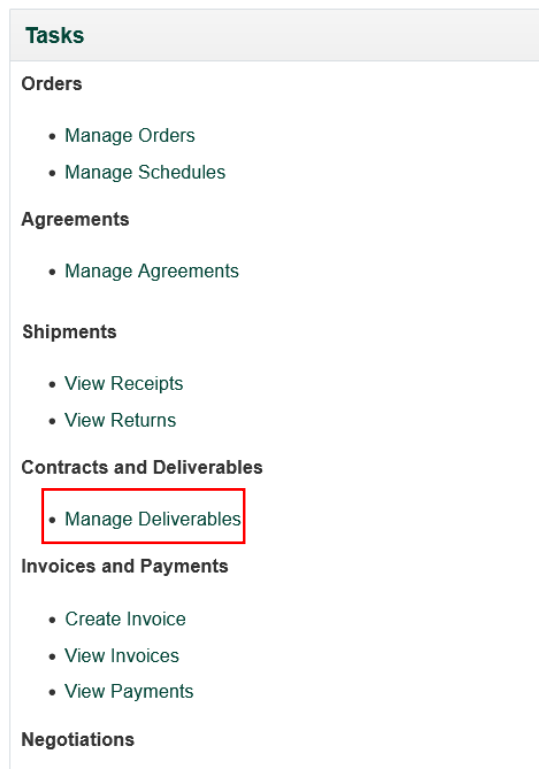 Tasks
Orders
• Manage Orders
• Manage Schedules
Agreements
• Manage Agreements
Shipments
• View Receipts
• View Returns
Contracts and Deliverables
• Manage Deliverables
Invoices and Payments
• Create Invoice
• View Invoices
• View Payments
Negotiations